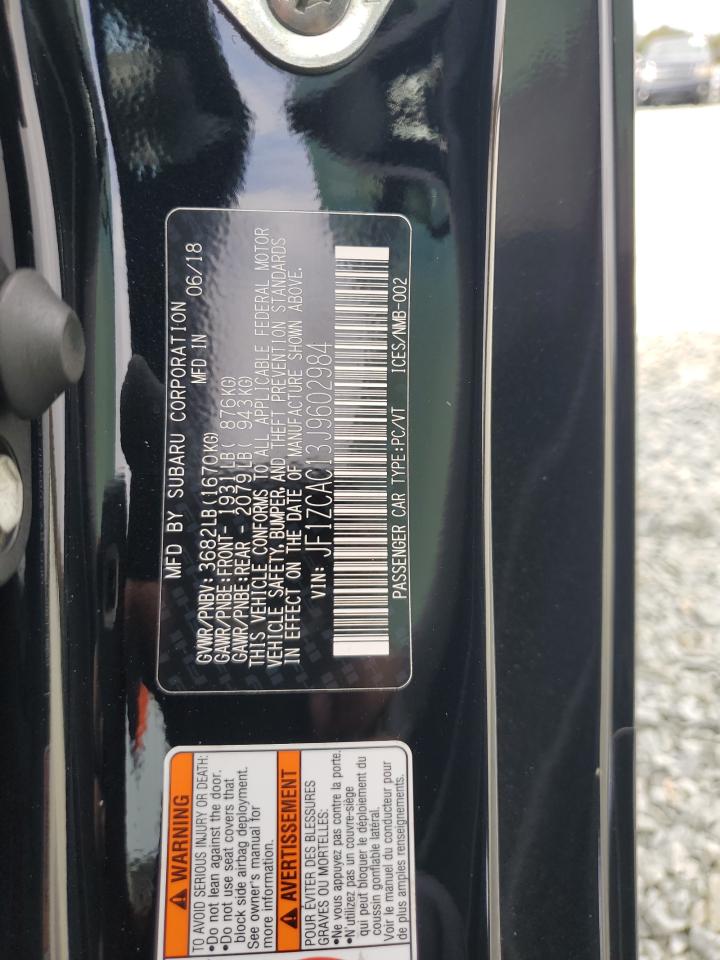 MFD BY SUBARU CORPORATION
MFD IN 06/18
GVWR/PNBV: 3682LB(1670KG)
GAWR/PNBE:FRONT- 1931LB( 876KG)
GAWR/PNBE:REAR - 2079LB( 943KG)
THIS VEHICLE CONFORMS TO ALL APPLICABLE FEDERAL MOTOR
VEHICLE SAFETY, BUMPER, AND THEFT PREVENTION STANDARDS
IN EFFECT ON THE DATE OF MANUFACTURE SHOWN ABOVE.
VIN: JF1ZCAC13J9602984
PASSENGER CAR TYPE:PC/VT ICES/NMB-002
WARNING
TO AVOID SERIOUS INJURY OR DEATH:
•Do not lean against the door.
•Do not use seat covers that
block side airbag deployment.
See owner's manual for
more information.
AVERTISSEMENT
POUR ÉVITER DES BLESSURES
GRAVES OU MORTELLES:
•Ne vous appuyez pas contre la porte.
•N'utilisez pas un couvre-siège
qui peut bloquer le déploiement du
coussin gonflable latéral.
Voir le manuel du conducteur pour
de plus amples renseignements.